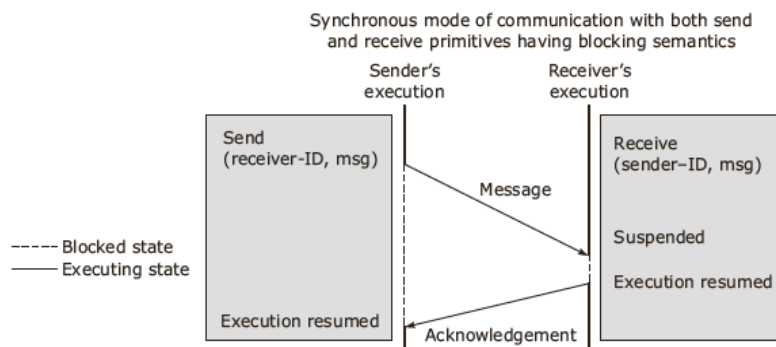 Synchronous mode of communication with both send
and receive primitives having blocking semantics
Sender's
execution
Receiver's
execution
Send
(receiver-ID, msg)
Receive
(sender–ID, msg)
Message
Suspended
Blocked state
Executing state
Execution resumed
Execution resumed
Acknowledgement